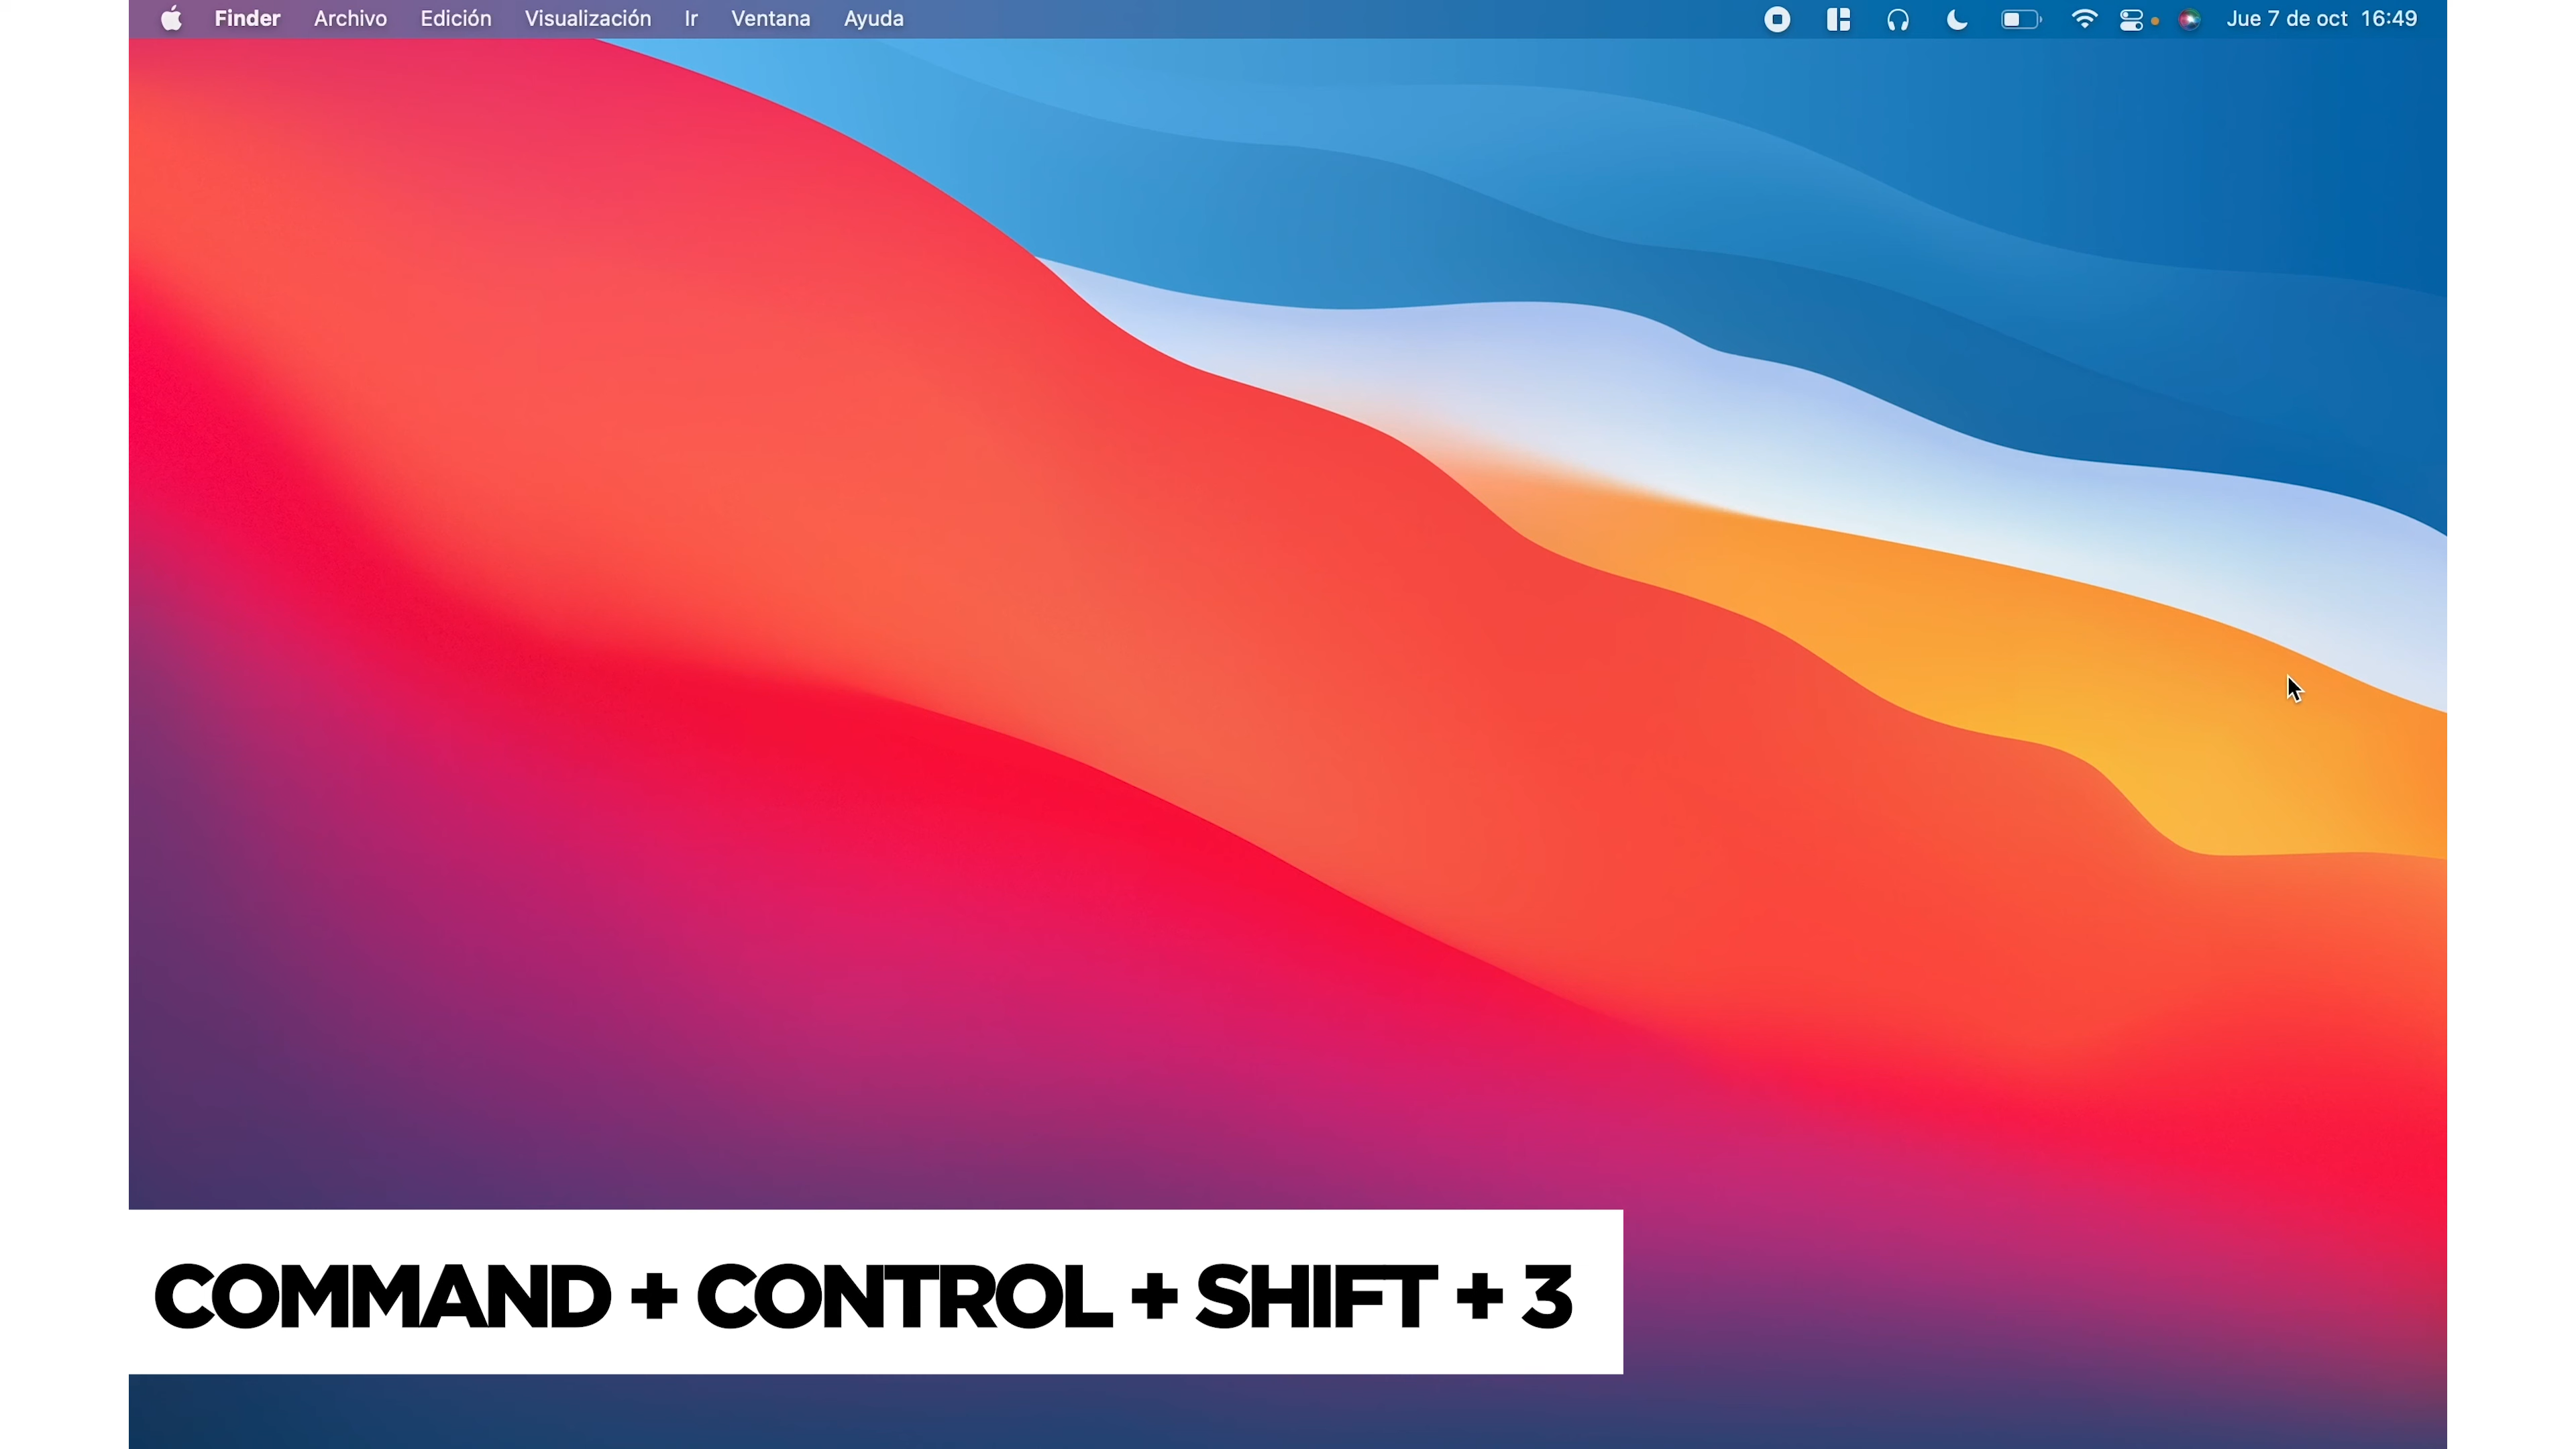 Finder Archivo Edición Visualización Ir Ventana Ayuda Jue 7 de oct 16:49
COMMAND + CONTROL + SHIFT + 3